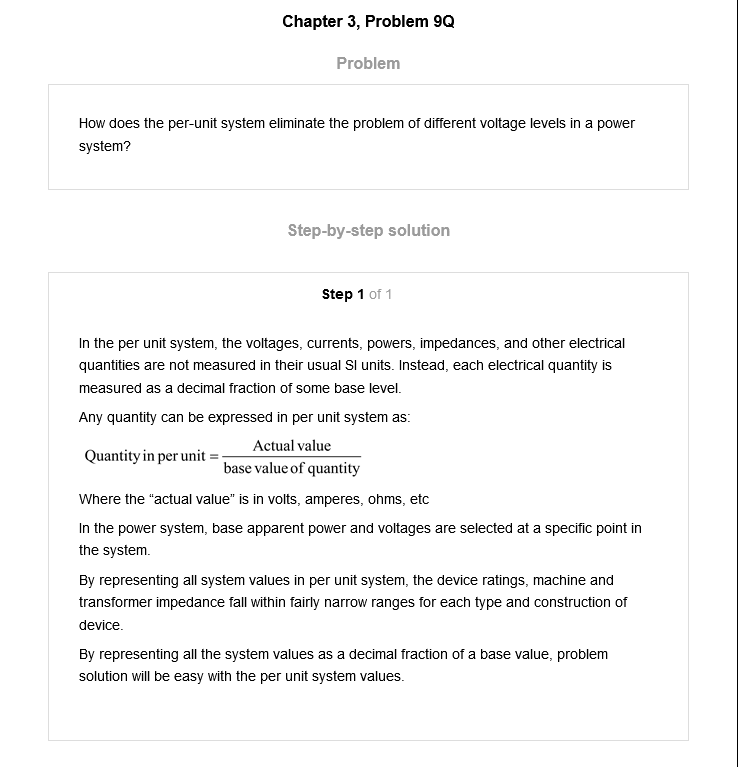 Chapter 3, Problem 9Q
Problem
How does the per-unit system eliminate the problem of different voltage levels in a power
system?
Step-by-step solution
Step 1 of 1
In the per unit system, the voltages, currents, powers, impedances, and other electrical
quantities are not measured in their usual SI units. Instead, each electrical quantity is
measured as a decimal fraction of some base level.
Any quantity can be expressed in per unit system as:
Quantity in per unit = Actual value / base value of quantity
Where the “actual value” is in volts, amperes, ohms, etc
In the power system, base apparent power and voltages are selected at a specific point in
the system.
By representing all system values in per unit system, the device ratings, machine and
transformer impedance fall within fairly narrow ranges for each type and construction of
device.
By representing all the system values as a decimal fraction of a base value, problem
solution will be easy with the per unit system values.